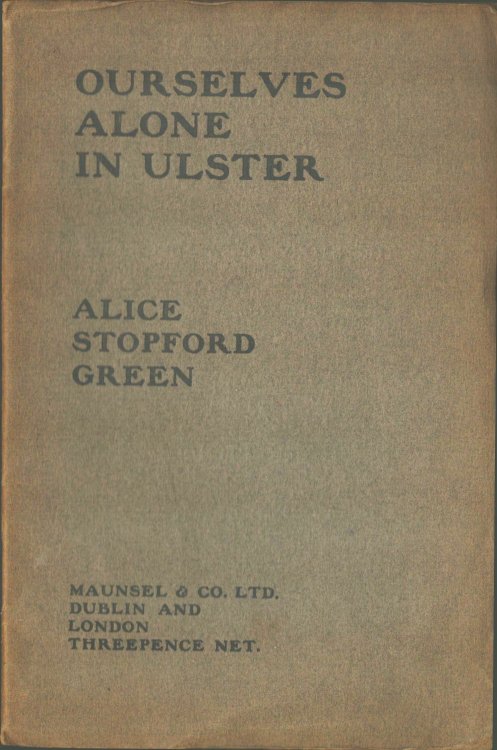 OURSELVES
ALONE
IN ULSTER
ALICE
STOPFORD
GREEN
MAUNSEL & CO. LTD.
DUBLIN AND
LONDON
THREEPENCE NET.